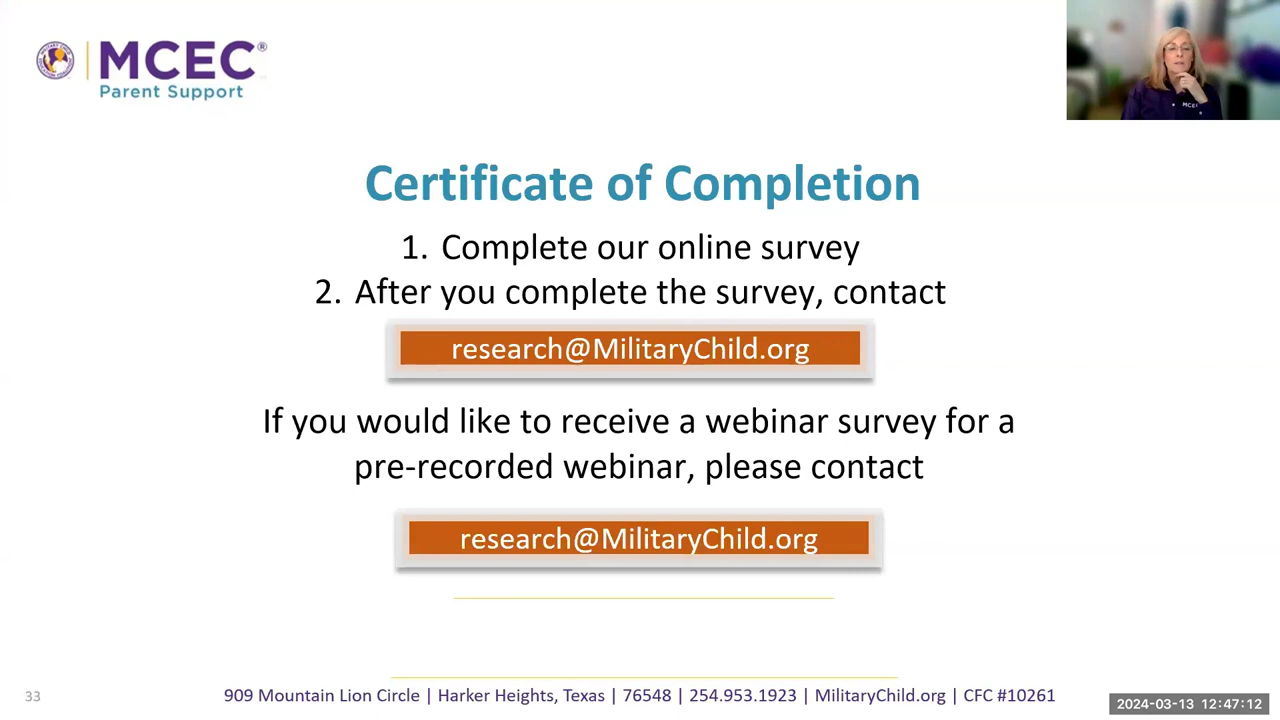 MCEC®
Parent Support
MCEC
Certificate of Completion
1. Complete our online survey
2. After you complete the survey, contact
research@MilitaryChild.org
If you would like to receive a webinar survey for a
pre-recorded webinar, please contact
research@MilitaryChild.org
33
909 Mountain Lion Circle | Harker Heights, Texas | 76548 | 254.953.1923 | MilitaryChild.org | CFC #10261
2024-03-13 12:47:12